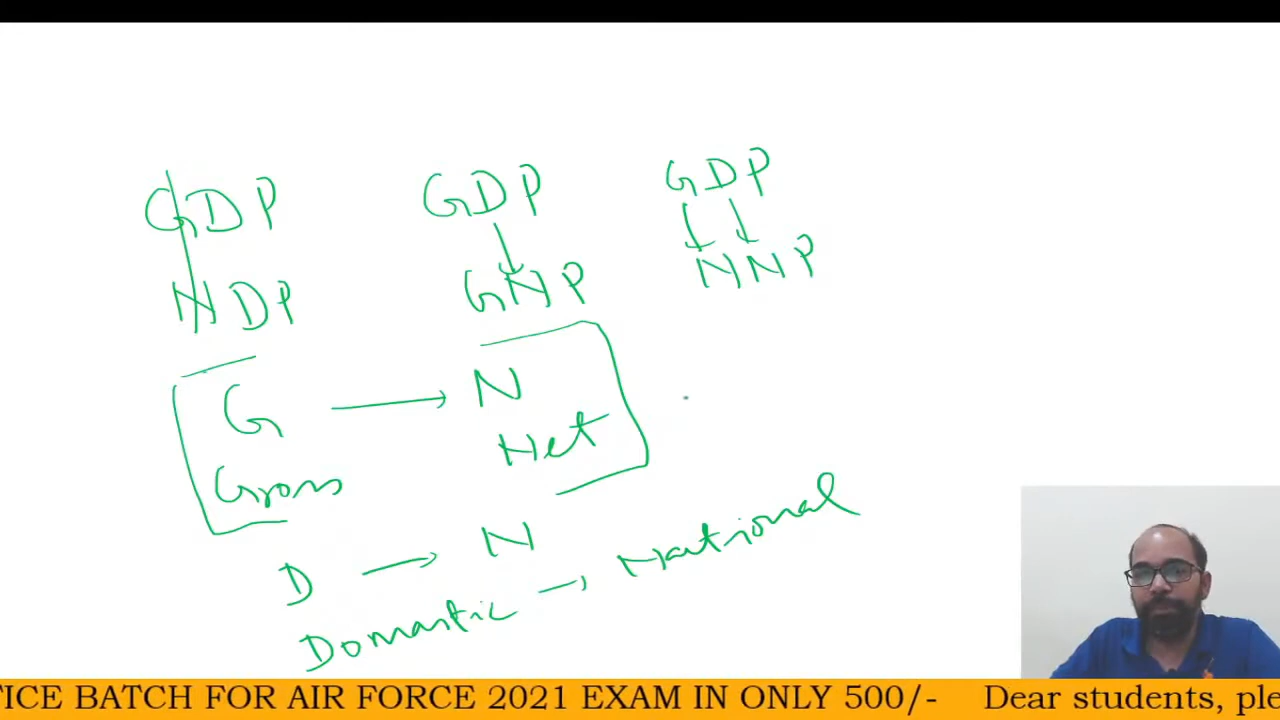 GDP GDP GDP
NDP GNP NNP
G → N
Gross Net
D → N
Domastic → National
TICE BATCH FOR AIR FORCE 2021 EXAM IN ONLY 500/- Dear students, ple